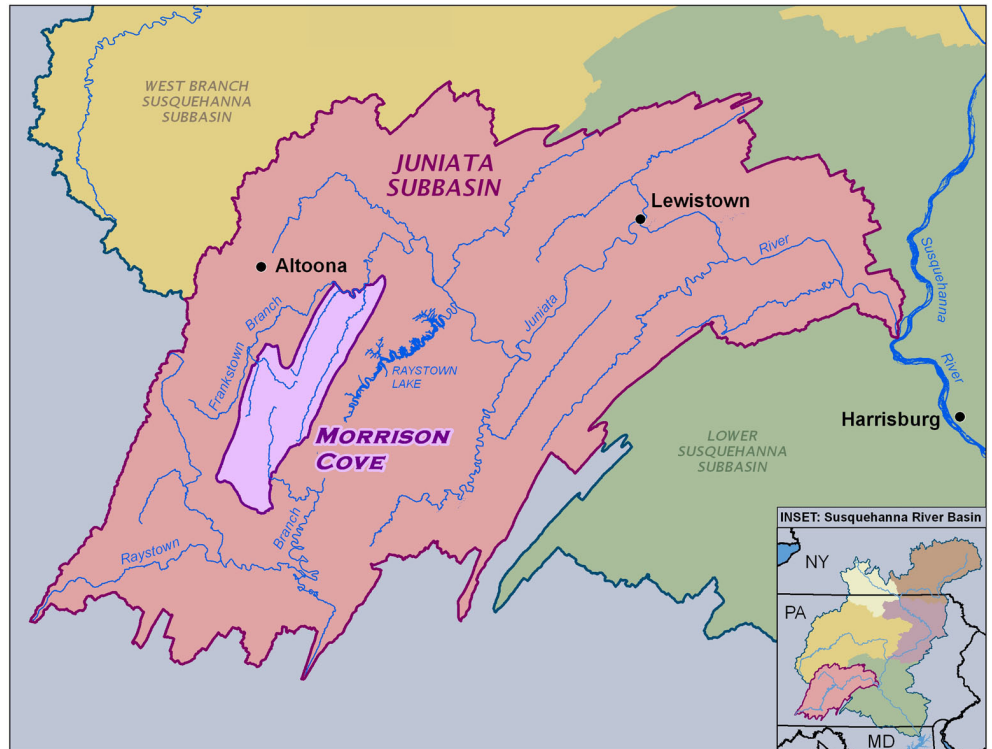 WEST BRANCH
SUSQUEHANNA
SUBBASIN
JUNIATA
SUBBASIN
Lewistown
Altoona
River
Susquehanna
Juniata
Branch
Frankstown
RAYSTOWN
LAKE
River
Harrisburg
MORRISON
COVE
LOWER
SUSQUEHANNA
SUBBASIN
Branch
Raystown
INSET: Susquehanna River Basin
NY
PA
MD